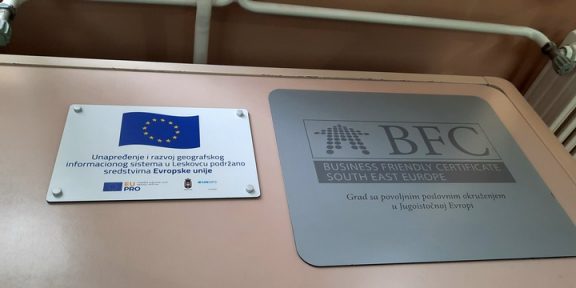 Unapređenje i razvoj geografskog
informacionog sistema u Leskovcu podržano
sredstvima Evropske unije
EU
PRO
BFC
BUSINESS FRIENDLY CERTIFICATE
SOUTH EAST EUROPE
Grad sa povoljnim poslovnim okruženjem
u Jugoistočnoj Evropi